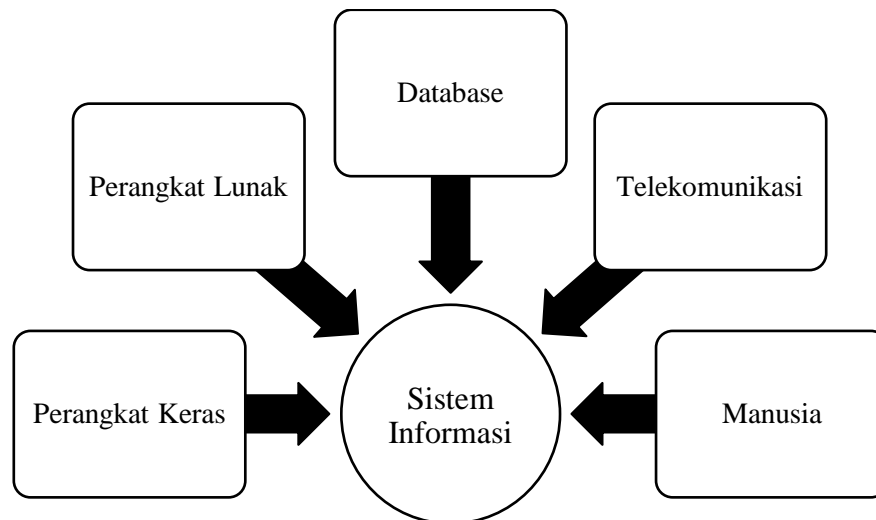 Database
Perangkat Lunak
Telekomunikasi
Perangkat Keras
Sistem
Informasi
Manusia